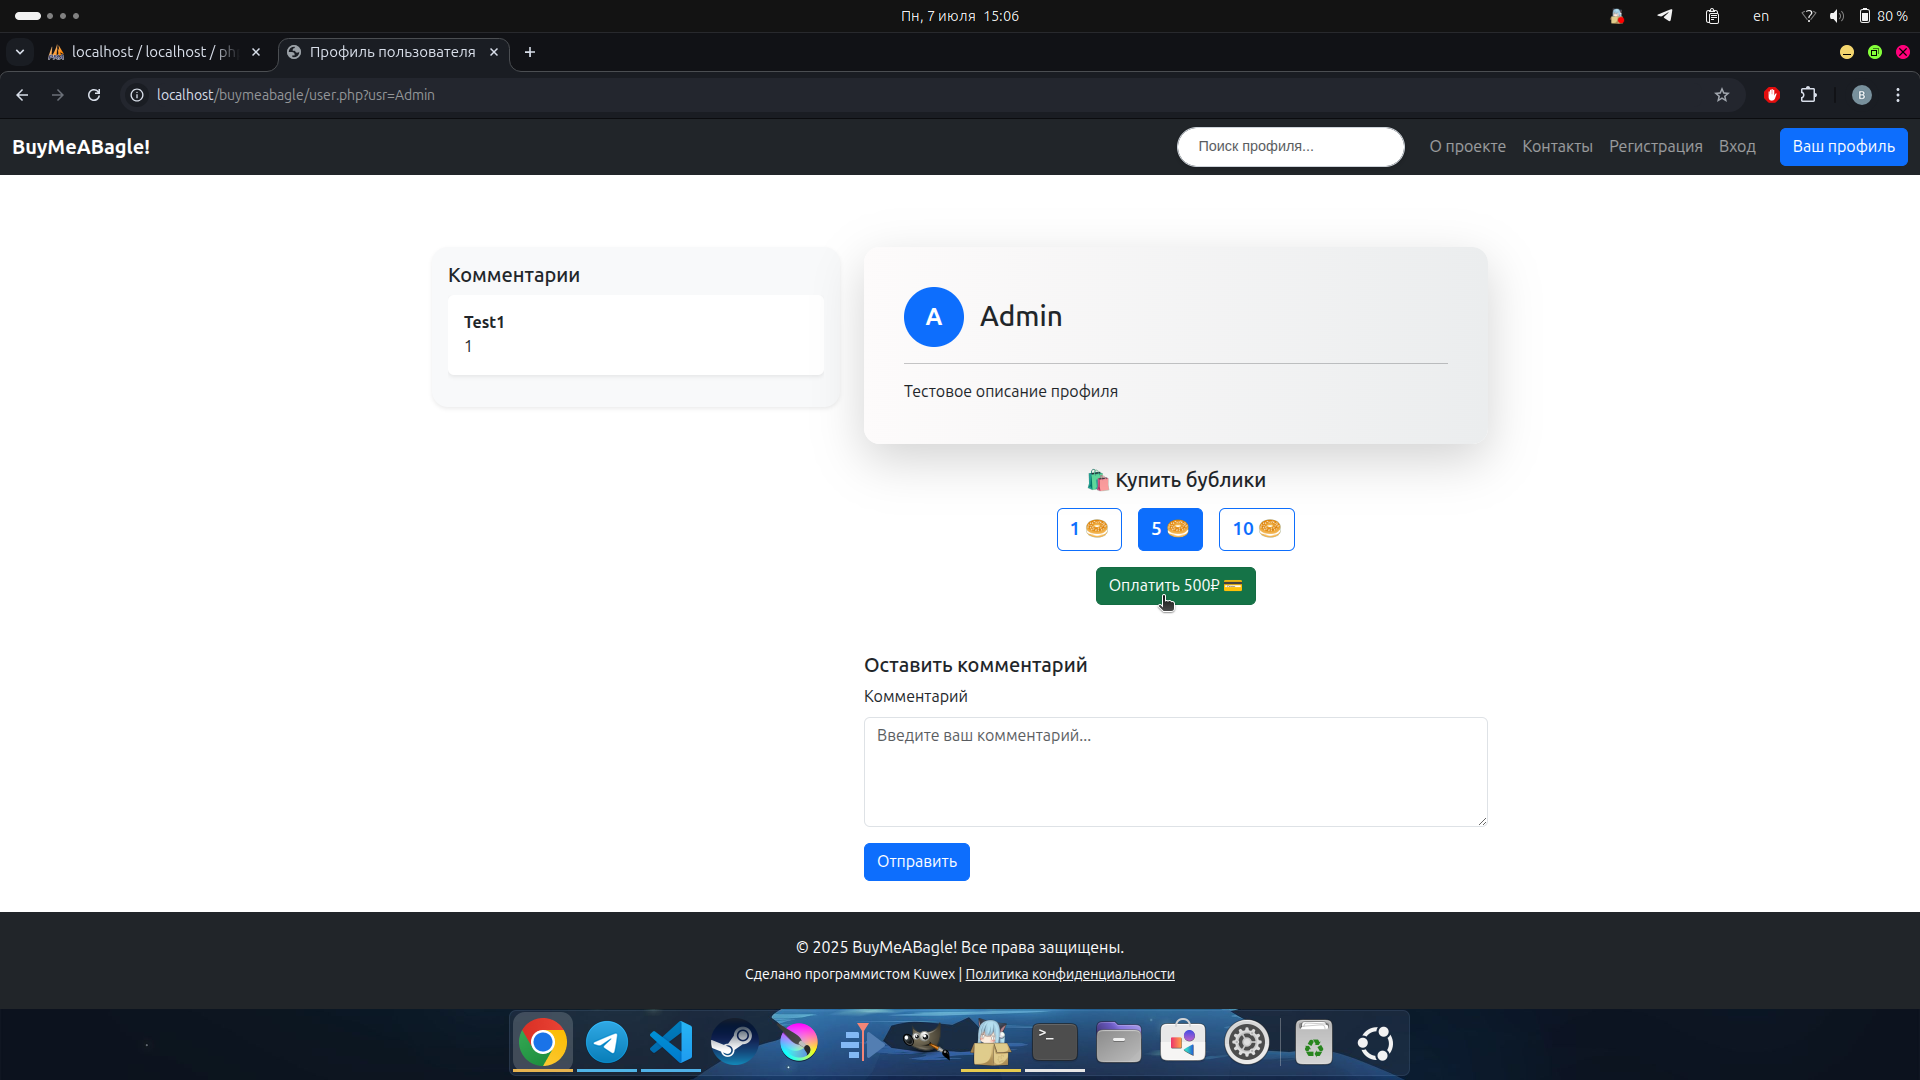 Пн, 7 июля 15:06
en
80 %
localhost / localhost / ph
Профиль пользователя
localhost/buymeabagle/user.php?usr=Admin
B
BuyMeABagle!
Поиск профиля...
О проекте
Контакты
Регистрация
Вход
Ваш профиль
Комментарии
Test1
1
A
Admin
Тестовое описание профиля
🛍️ Купить бублики
1 🥯
5 🥯
10 🥯
Оплатить 500₽ 💳
Оставить комментарий
Комментарий
Введите ваш комментарий...
Отправить
© 2025 BuyMeABagle! Все права защищены.
Сделано программистом Kuwex | Политика конфиденциальности
>_